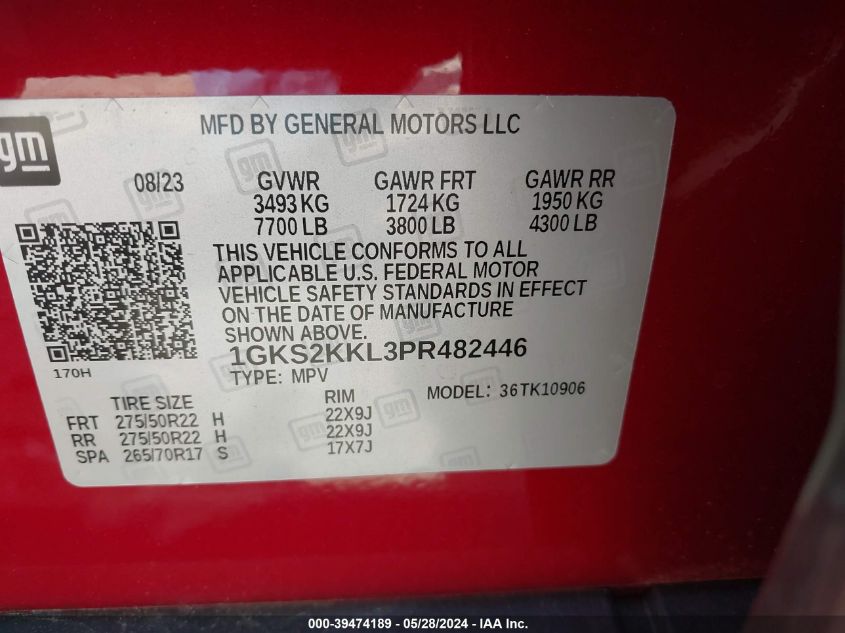 MFD BY GENERAL MOTORS LLC
gm
08/23 GVWR GAWR FRT GAWR RR
3493 KG 1724 KG 1950 KG
7700 LB 3800 LB 4300 LB
THIS VEHICLE CONFORMS TO ALL
APPLICABLE U.S. FEDERAL MOTOR
VEHICLE SAFETY STANDARDS IN EFFECT
ON THE DATE OF MANUFACTURE
SHOWN ABOVE.
1GKS2KKL3PR482446
170H
TYPE: MPV MODEL: 36TK10906
TIRE SIZE RIM
FRT 275/50R22 H 22X9J
RR 275/50R22 H 22X9J
SPA 265/70R17 S 17X7J
000-39474189 - 05/28/2024 - IAA Inc.